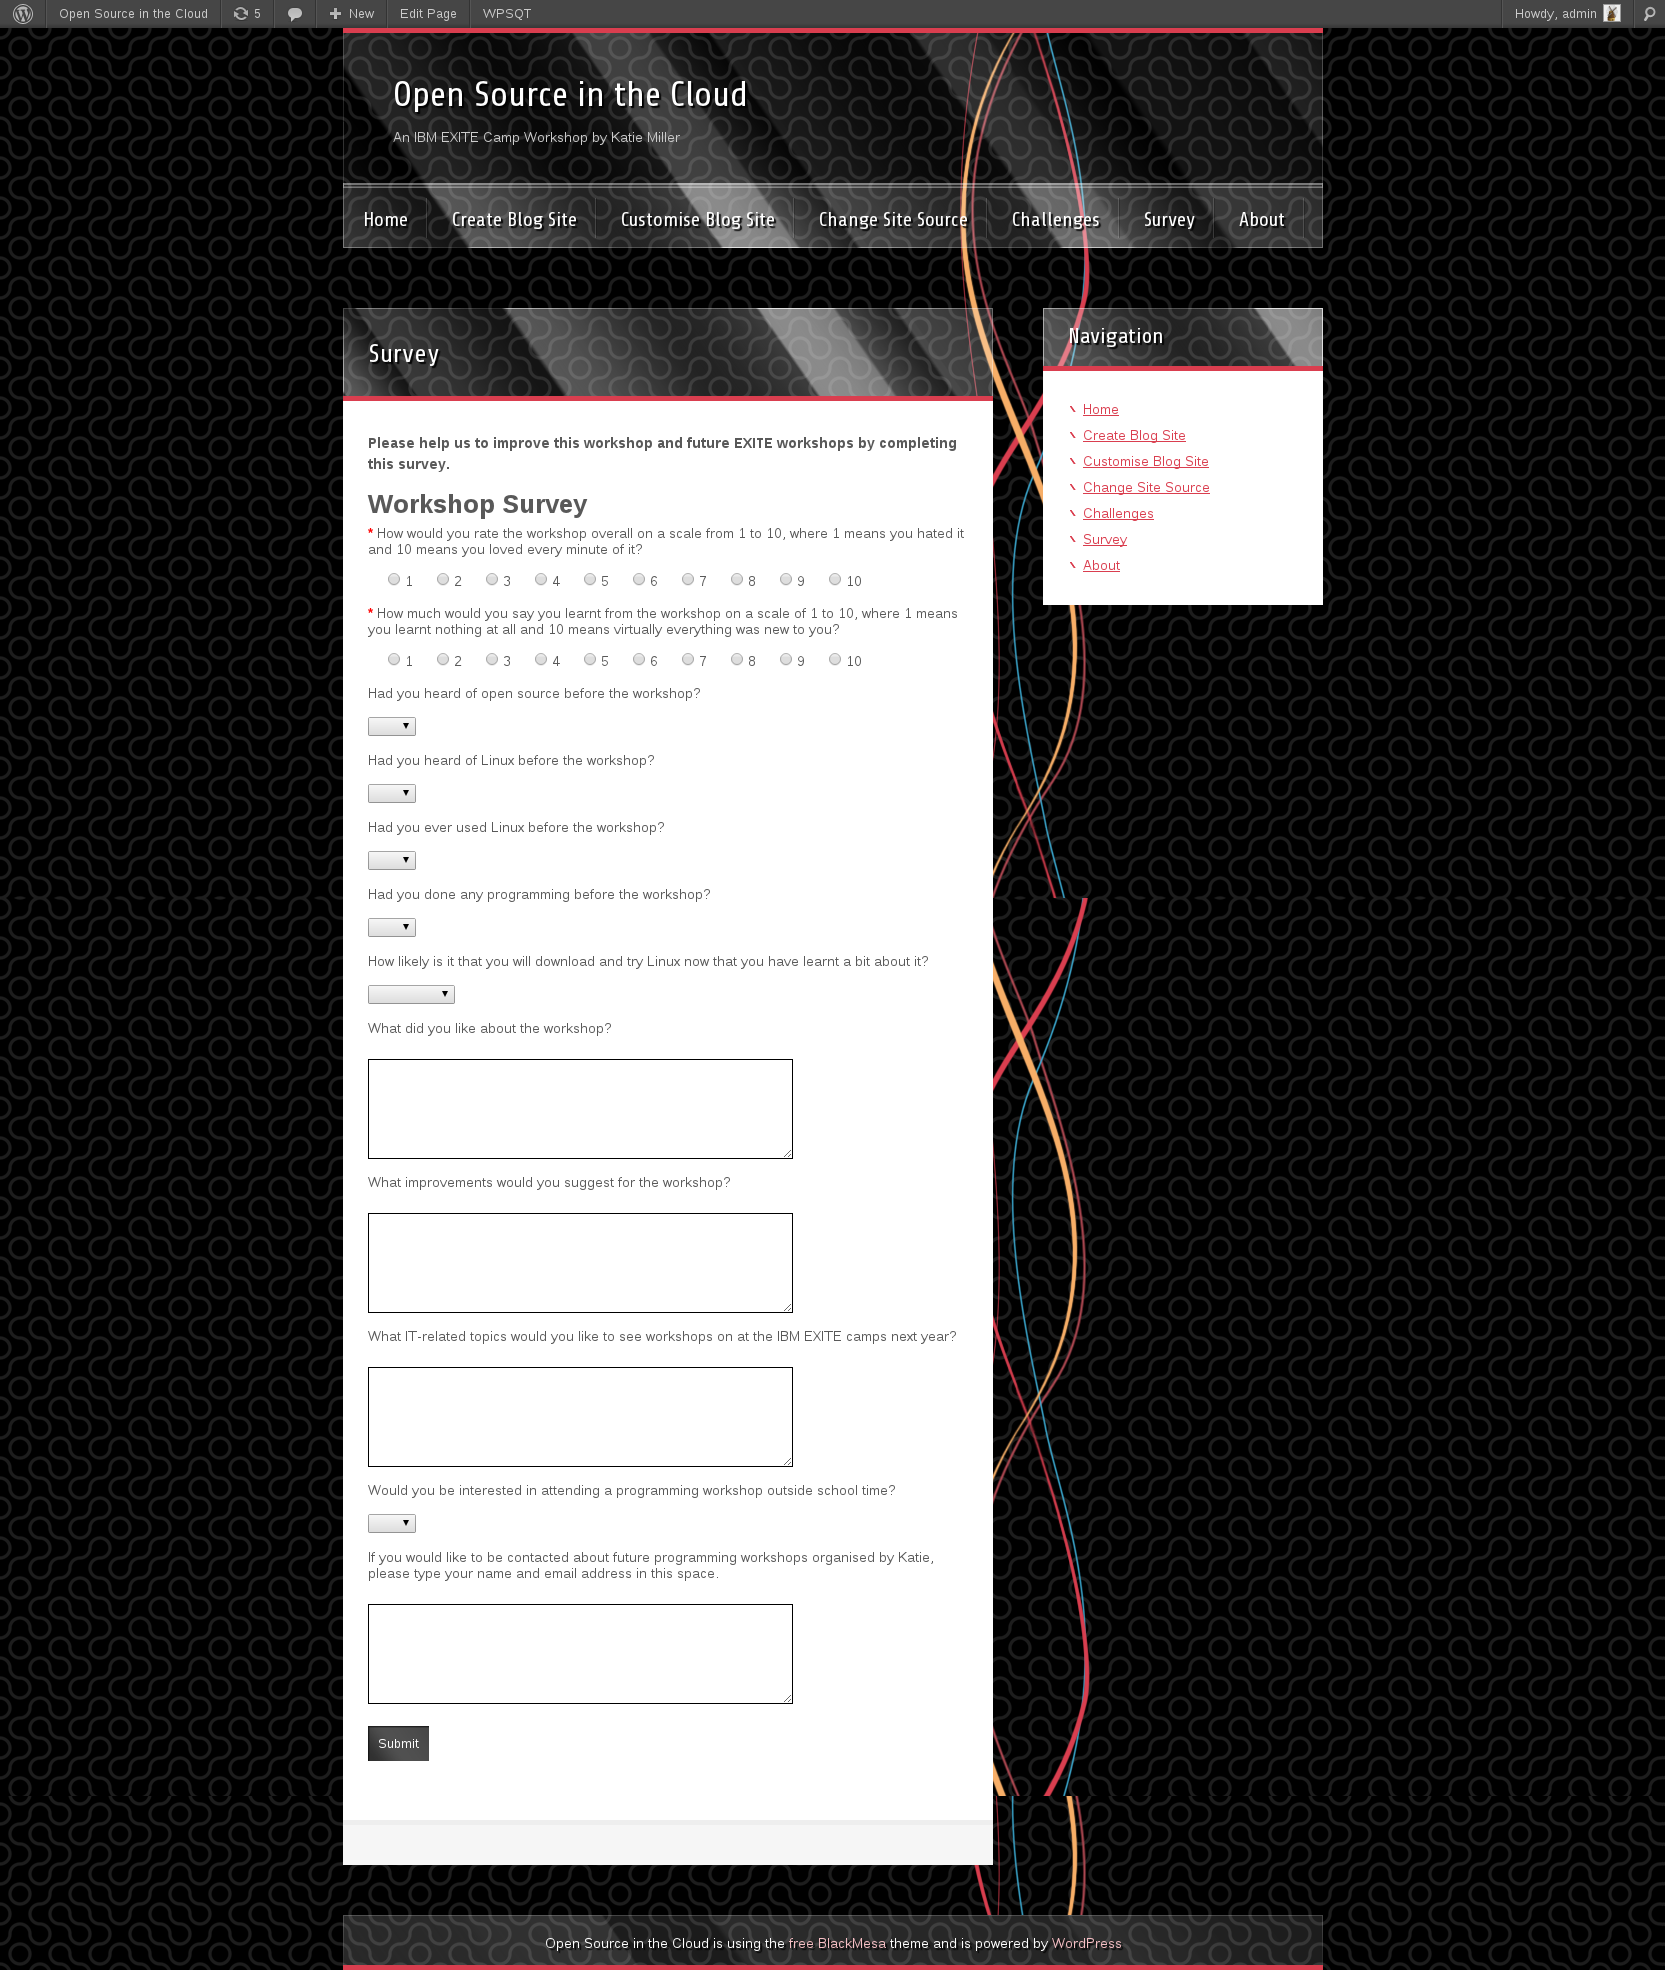 Open Source in the Cloud 5 New Edit Page WPSQT Howdy, admin
Open Source in the Cloud
An IBM EXITE Camp Workshop by Katie Miller
Home Create Blog Site Customise Blog Site Change Site Source Challenges Survey About
Survey
Please help us to improve this workshop and future EXITE workshops by completing
this survey.
Workshop Survey
* How would you rate the workshop overall on a scale from 1 to 10, where 1 means you hated it
and 10 means you loved every minute of it?
1 2 3 4 5 6 7 8 9 10
* How much would you say you learnt from the workshop on a scale of 1 to 10, where 1 means
you learnt nothing at all and 10 means virtually everything was new to you?
1 2 3 4 5 6 7 8 9 10
Had you heard of open source before the workshop?
Had you heard of Linux before the workshop?
Had you ever used Linux before the workshop?
Had you done any programming before the workshop?
How likely is it that you will download and try Linux now that you have learnt a bit about it?
What did you like about the workshop?
What improvements would you suggest for the workshop?
What IT-related topics would you like to see workshops on at the IBM EXITE camps next year?
Would you be interested in attending a programming workshop outside school time?
If you would like to be contacted about future programming workshops organised by Katie,
please type your name and email address in this space.
Submit
Navigation
Home
Create Blog Site
Customise Blog Site
Change Site Source
Challenges
Survey
About
Open Source in the Cloud is using the free BlackMesa theme and is powered by WordPress